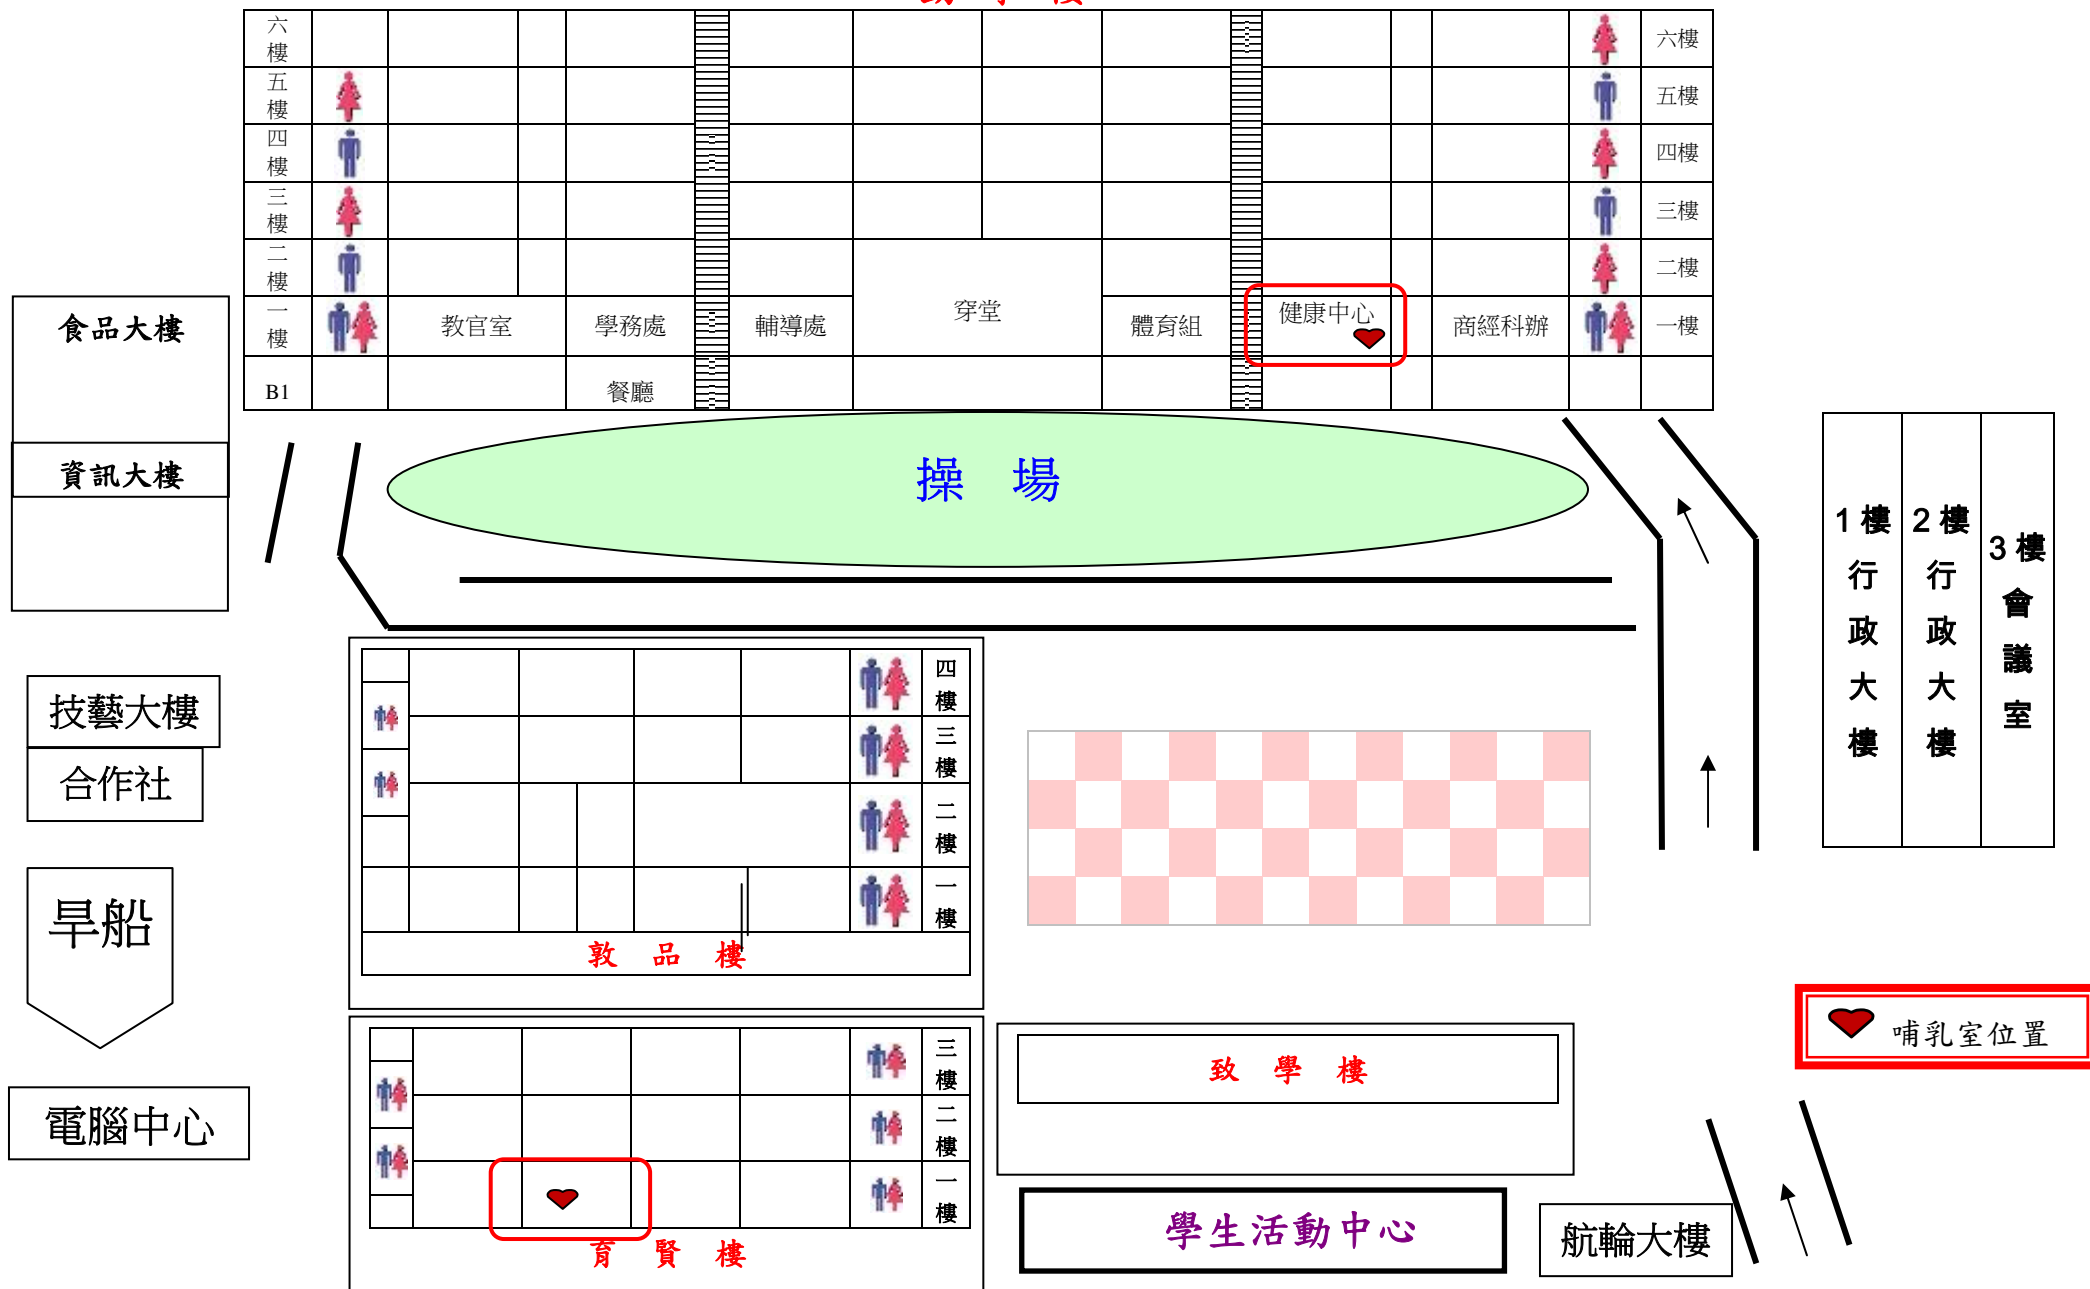 六樓 六樓
五樓 五樓
四樓 四樓
三樓 三樓
二樓 二樓
一樓 教官室 學務處 輔導處 穿堂 體育組 健康中心 商經科辦 一樓
B1 餐廳
食品大樓
資訊大樓
操 場
1樓行政大樓
2樓行政大樓
3樓會議室
技藝大樓
合作社
旱船
電腦中心
四樓
三樓
二樓
一樓
敦 品 樓
三樓
二樓
一樓
育 賢 樓
致 學 樓
學生活動中心
航輪大樓
哺乳室位置